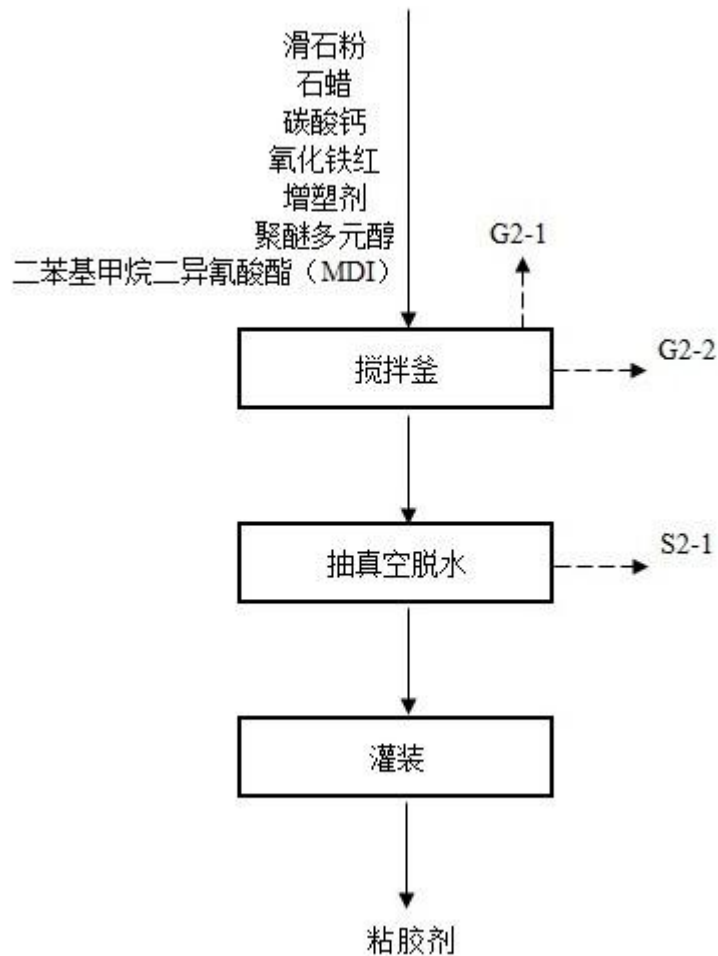 滑石粉
石蜡
碳酸钙
氧化铁红
增塑剂
聚醚多元醇
二苯基甲烷二异氰酸酯（MDI）
G2-1
搅拌釜
G2-2
抽真空脱水
S2-1
灌装
粘胶剂